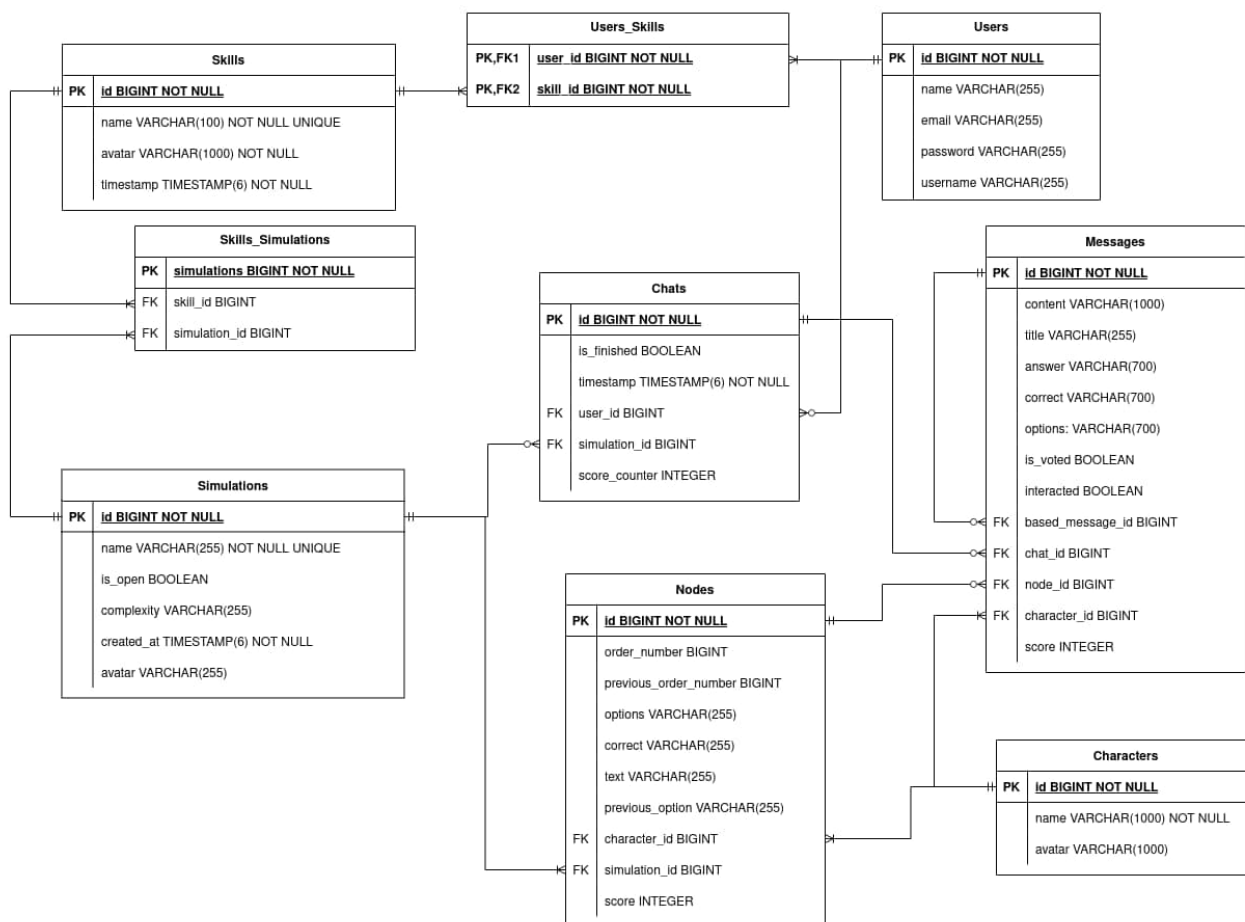 Skills
PK id BIGINT NOT NULL
name VARCHAR(100) NOT NULL UNIQUE
avatar VARCHAR(1000) NOT NULL
timestamp TIMESTAMP(6) NOT NULL
Users_Skills
PK,FK1 user_id BIGINT NOT NULL
PK,FK2 skill_id BIGINT NOT NULL
Users
PK id BIGINT NOT NULL
name VARCHAR(255)
email VARCHAR(255)
password VARCHAR(255)
username VARCHAR(255)
Skills_Simulations
PK simulations BIGINT NOT NULL
FK skill_id BIGINT
FK simulation_id BIGINT
Chats
PK id BIGINT NOT NULL
is_finished BOOLEAN
timestamp TIMESTAMP(6) NOT NULL
FK user_id BIGINT
FK simulation_id BIGINT
score_counter INTEGER
Messages
PK id BIGINT NOT NULL
content VARCHAR(1000)
title VARCHAR(255)
answer VARCHAR(700)
correct VARCHAR(700)
options: VARCHAR(700)
is_voted BOOLEAN
interacted BOOLEAN
FK based_message_id BIGINT
FK chat_id BIGINT
FK node_id BIGINT
FK character_id BIGINT
score INTEGER
Simulations
PK id BIGINT NOT NULL
name VARCHAR(255) NOT NULL UNIQUE
is_open BOOLEAN
complexity VARCHAR(255)
created_at TIMESTAMP(6) NOT NULL
avatar VARCHAR(255)
Nodes
PK id BIGINT NOT NULL
order_number BIGINT
previous_order_number BIGINT
options VARCHAR(255)
correct VARCHAR(255)
text VARCHAR(255)
previous_option VARCHAR(255)
FK character_id BIGINT
FK simulation_id BIGINT
score INTEGER
Characters
PK id BIGINT NOT NULL
name VARCHAR(1000) NOT NULL
avatar VARCHAR(1000)